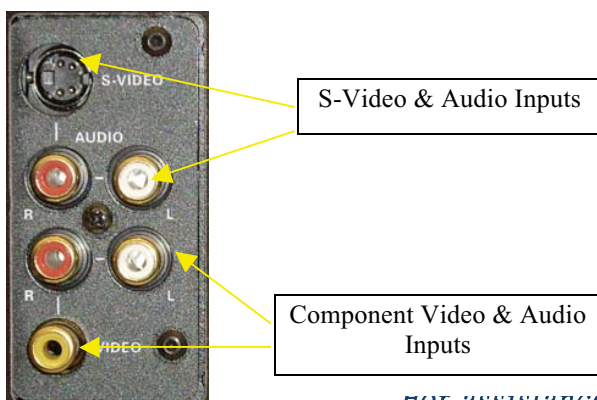 S-VIDEO
S-Video & Audio Inputs
AUDIO
R L
R L
Component Video & Audio
Inputs
VIDEO